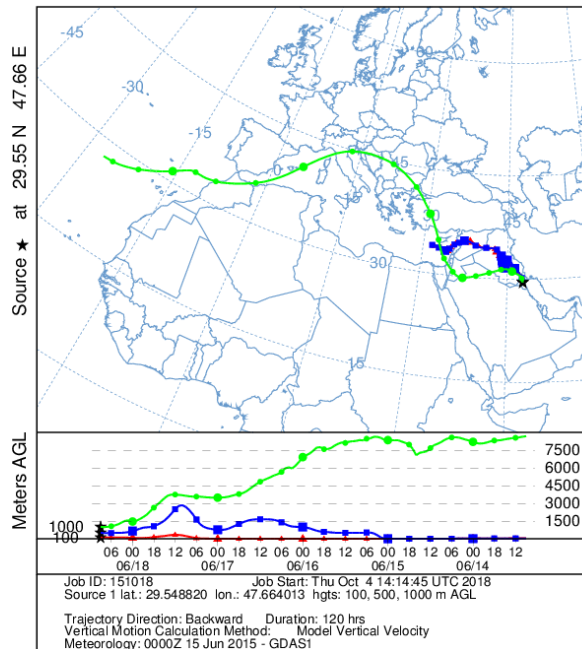 Source ★ at 29.55 N 47.66 E
-45
-30
-15
0
15
30
45
60
30
15
Meters AGL
7500
6000
4500
3000
1500
1000
100
06 00 18 12 06 00 18 12 06 00 18 12 06 00 18 12 06 00 18 12
06/18 06/17 06/16 06/15 06/14
Job ID: 151018 Job Start: Thu Oct 4 14:14:45 UTC 2018
Source 1 lat.: 29.548820 lon.: 47.664013 hgts: 100, 500, 1000 m AGL
Trajectory Direction: Backward Duration: 120 hrs
Vertical Motion Calculation Method: Model Vertical Velocity
Meteorology: 0000Z 15 Jun 2015 - GDAS1